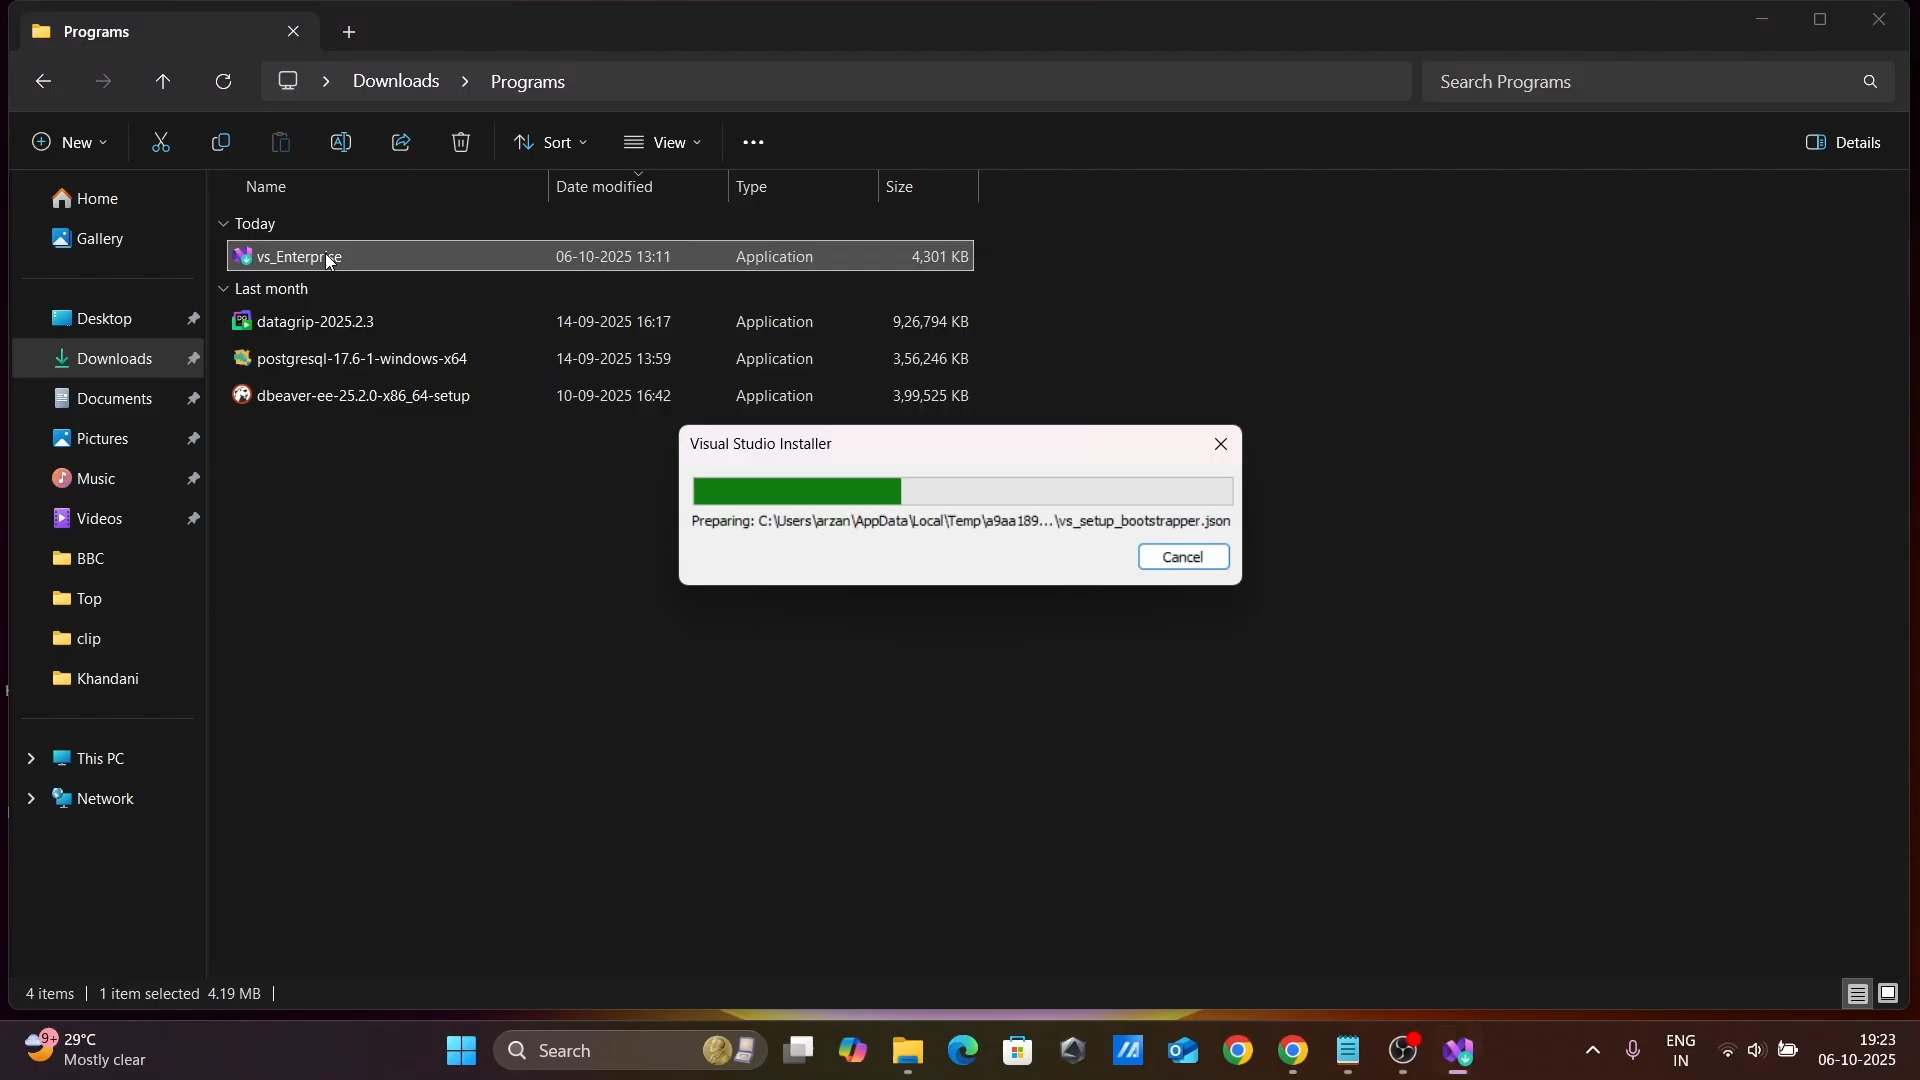 Programs
Downloads
Programs
Search Programs
New
Sort
View
Details
Home
Gallery
Desktop
Downloads
Documents
Pictures
Music
Videos
BBC
Top
clip
Khandani
This PC
Network
Name Date modified Type Size
Today
vs_Enterprise 06-10-2025 13:11 Application 4,301 KB
Last month
datagrip-2025.2.3 14-09-2025 16:17 Application 9,26,794 KB
postgresql-17.6-1-windows-x64 14-09-2025 13:59 Application 3,56,246 KB
dbeaver-ee-25.2.0-x86_64-setup 10-09-2025 16:42 Application 3,99,525 KB
Visual Studio Installer
Preparing: C:\Users\arzan\AppData\Local\Temp\a9aa189...\vs_setup_bootstrapper.json
Cancel
4 items 1 item selected 4.19 MB
9+
29°C
Mostly clear
Search
ENG
IN
19:23
06-10-2025